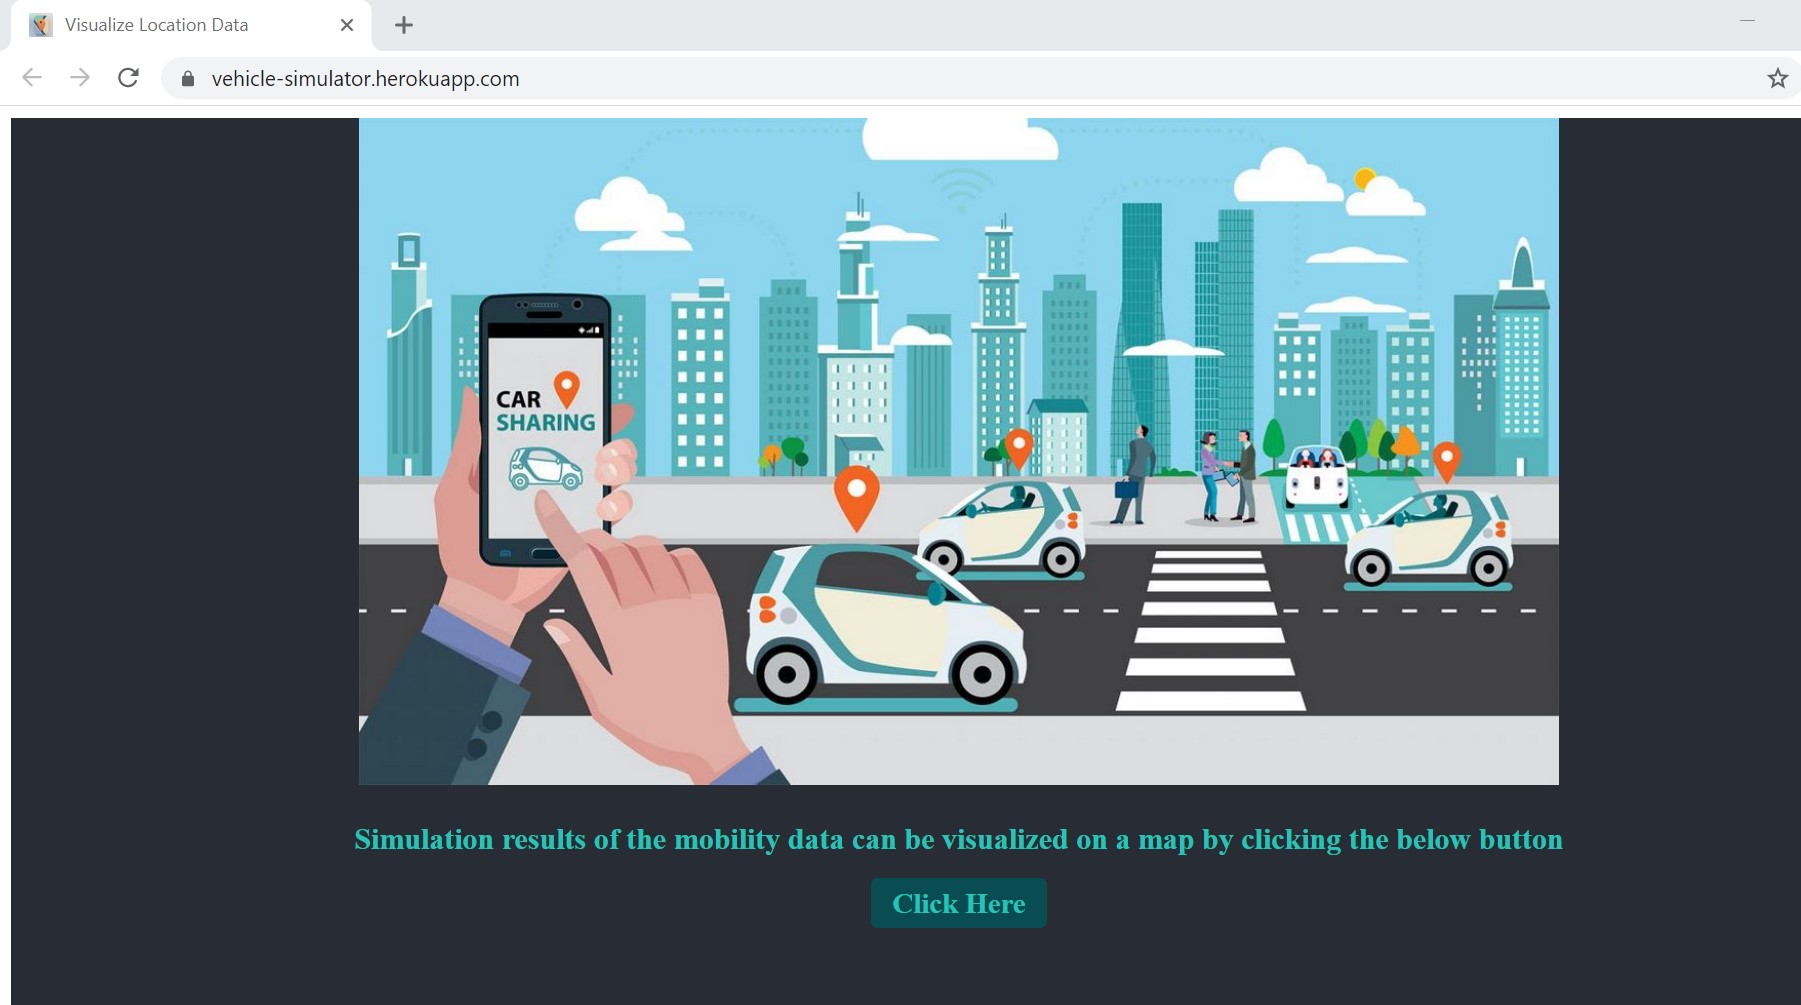 Visualize Location Data
vehicle-simulator.herokuapp.com
CAR
SHARING
Simulation results of the mobility data can be visualized on a map by clicking the below button
Click Here